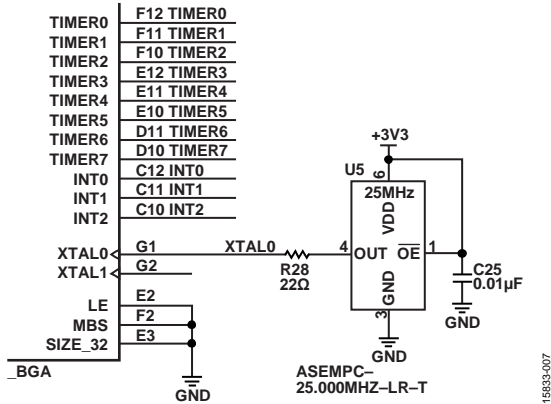 TIMER0 F12 TIMER0
TIMER1 F11 TIMER1
TIMER2 F10 TIMER2
TIMER3 E12 TIMER3
TIMER4 E11 TIMER4
TIMER5 E10 TIMER5
TIMER6 D11 TIMER6
TIMER7 D10 TIMER7
INT0 C12 INT0
INT1 C11 INT1
INT2 C10 INT2
XTAL0 G1 XTAL0
XTAL1 G2
LE E2
MBS F2
SIZE_32 E3
_BGA
GND
R28
22Ω
+3V3
U5
6
25MHz
VDD
4 OUT OE 1
GND
3
GND
C25
0.01µF
GND
ASEMPC–
25.000MHZ–LR–T
15833-007